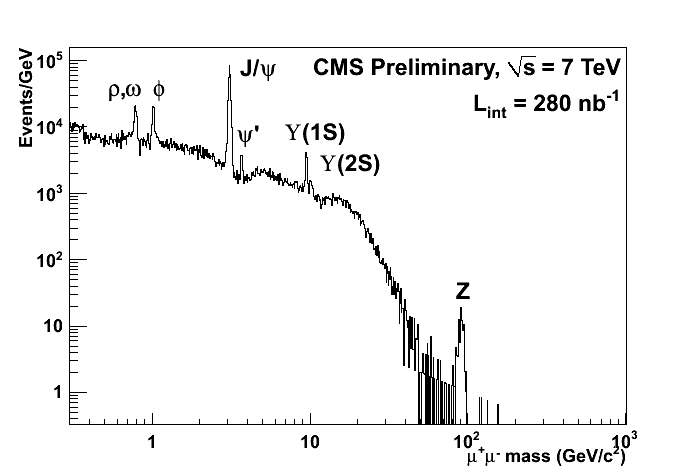 CMS Preliminary, √s = 7 TeV
L_int = 280 nb⁻¹
Events/GeV
10⁵
10⁴
10³
10²
10
1
ρ,ω
φ
J/ψ
ψ'
Υ(1S)
Υ(2S)
Z
1
10
10²
10³
μ⁺μ⁻ mass (GeV/c²)